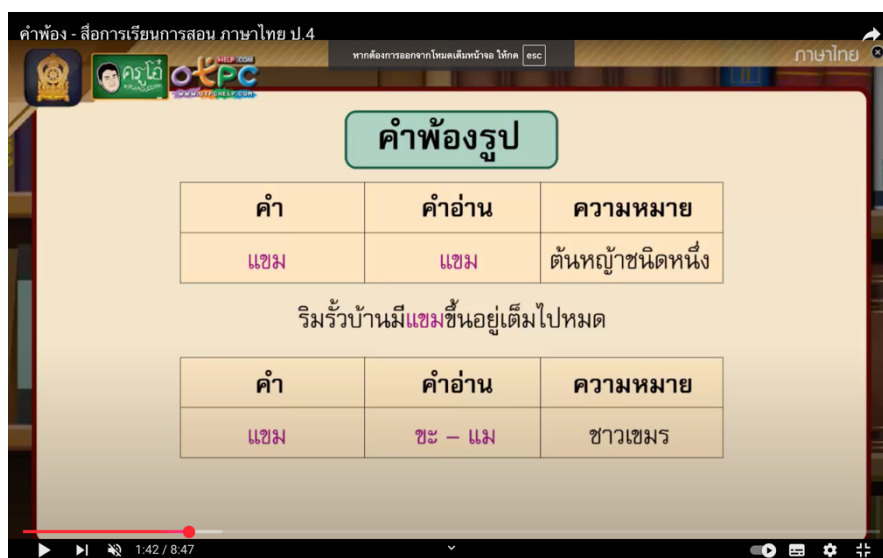 คำพ้อง - สื่อการเรียนการสอน ภาษาไทย ป.4
หากต้องการออกจากโหมดเต็มหน้าจอ ให้กด esc
ภาษาไทย
ครูโอ๋ OTPC HELP.COM
WWW.OTPCHELP.COM
คำพ้องรูป
คำ คำอ่าน ความหมาย
แขม แขม ต้นหญ้าชนิดหนึ่ง
ริมรั้วบ้านมีแขมขึ้นอยู่เต็มไปหมด
คำ คำอ่าน ความหมาย
แขม ขะ – แม ชาวเขมร
1:42 / 8:47